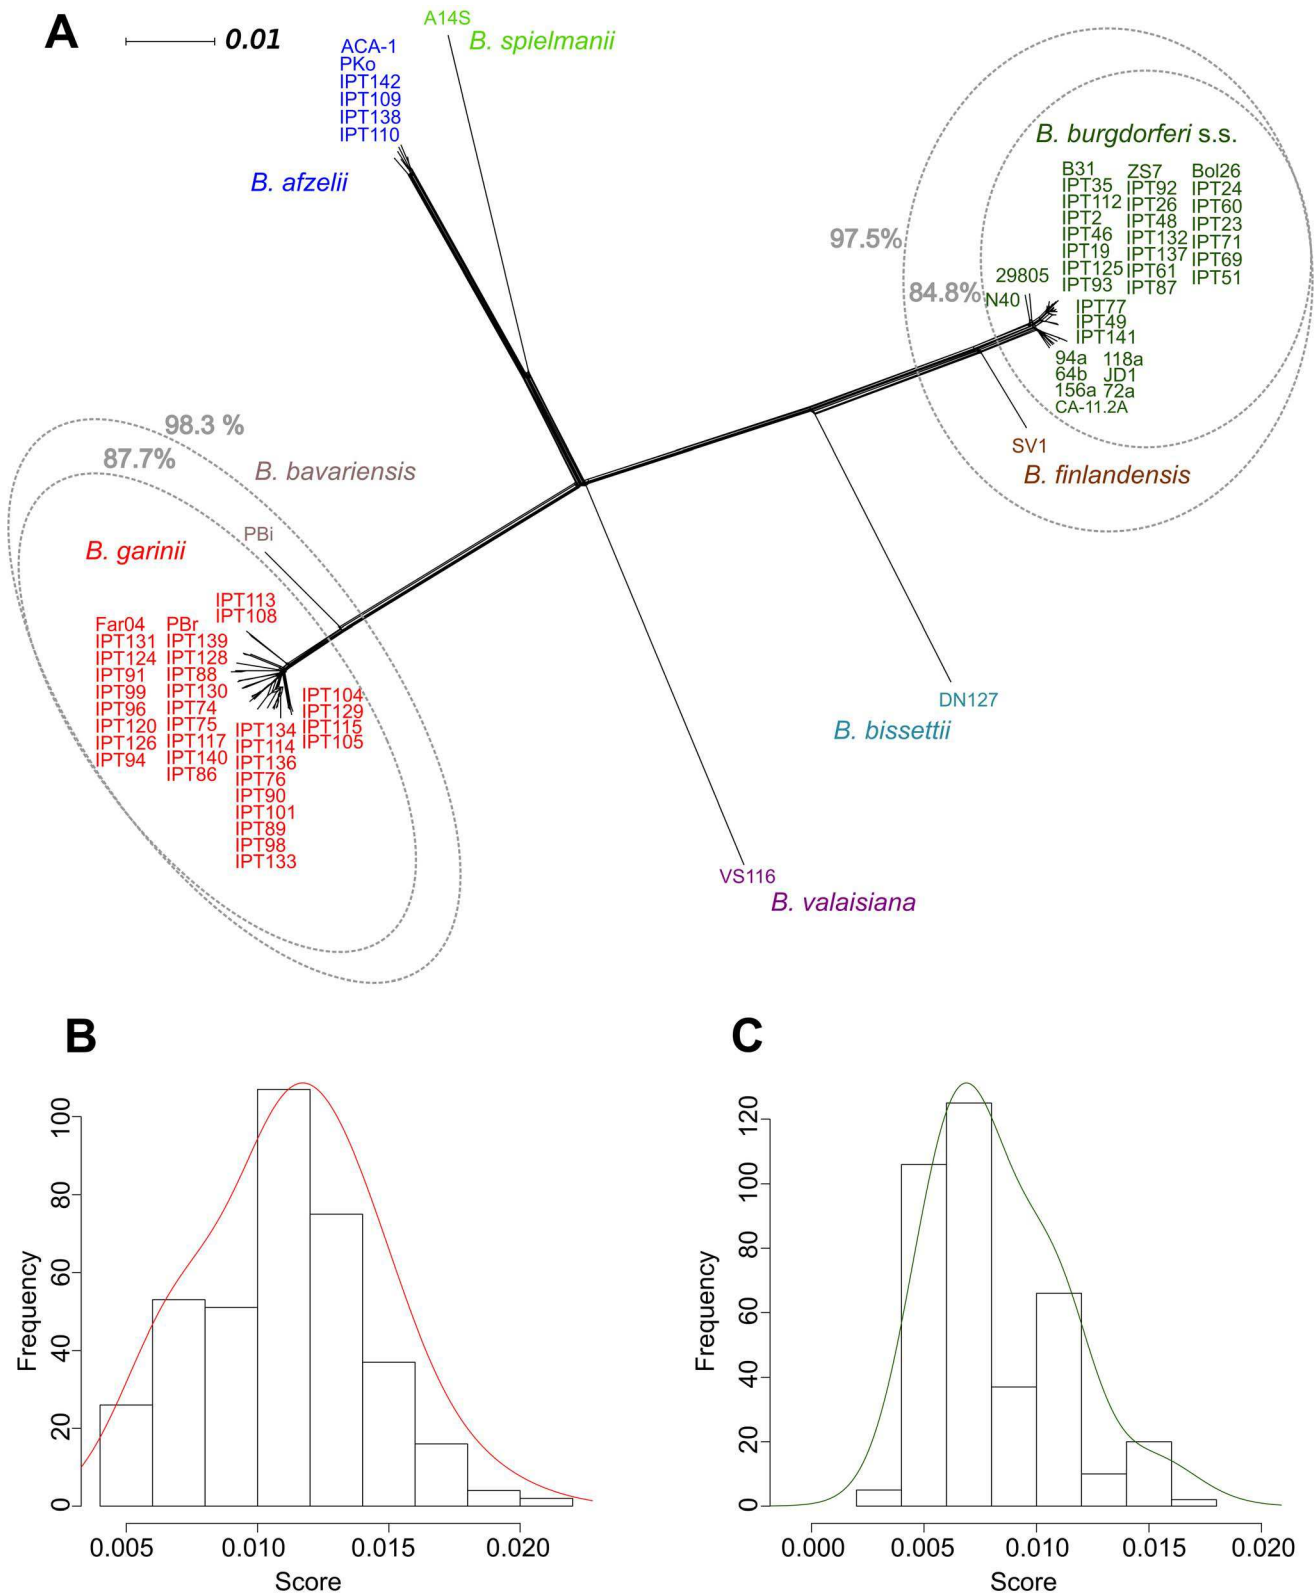 A
0.01
A14S
B. spielmanii
ACA-1
PKo
IPT142
IPT109
IPT138
IPT110
B. afzelii
B. burgdorferi s.s.
B31 ZS7 Bol26
IPT35 IPT92 IPT24
IPT112 IPT26 IPT60
IPT2 IPT48 IPT23
IPT46 IPT132 IPT71
IPT19 IPT137 IPT69
IPT125 IPT61 IPT51
IPT93 IPT87
97.5%
84.8%
29805
N40
IPT77
IPT49
IPT141
94a 118a
64b JD1
156a 72a
CA-11.2A
SV1
B. finlandensis
98.3 %
87.7%
B. bavariensis
PBi
B. garinii
IPT113
IPT108
Far04 PBr
IPT131 IPT139
IPT124 IPT128
IPT91 IPT88
IPT99 IPT130
IPT96 IPT74
IPT120 IPT75
IPT126 IPT117
IPT94 IPT140
IPT86
IPT104
IPT129
IPT115
IPT105
IPT134
IPT114
IPT136
IPT76
IPT90
IPT101
IPT89
IPT98
IPT133
DN127
B. bissettii
VS116
B. valaisiana
B
Frequency
100
80
60
40
20
0
0.005 0.010 0.015 0.020
Score
C
Frequency
120
100
80
60
40
20
0
0.000 0.005 0.010 0.015 0.020
Score